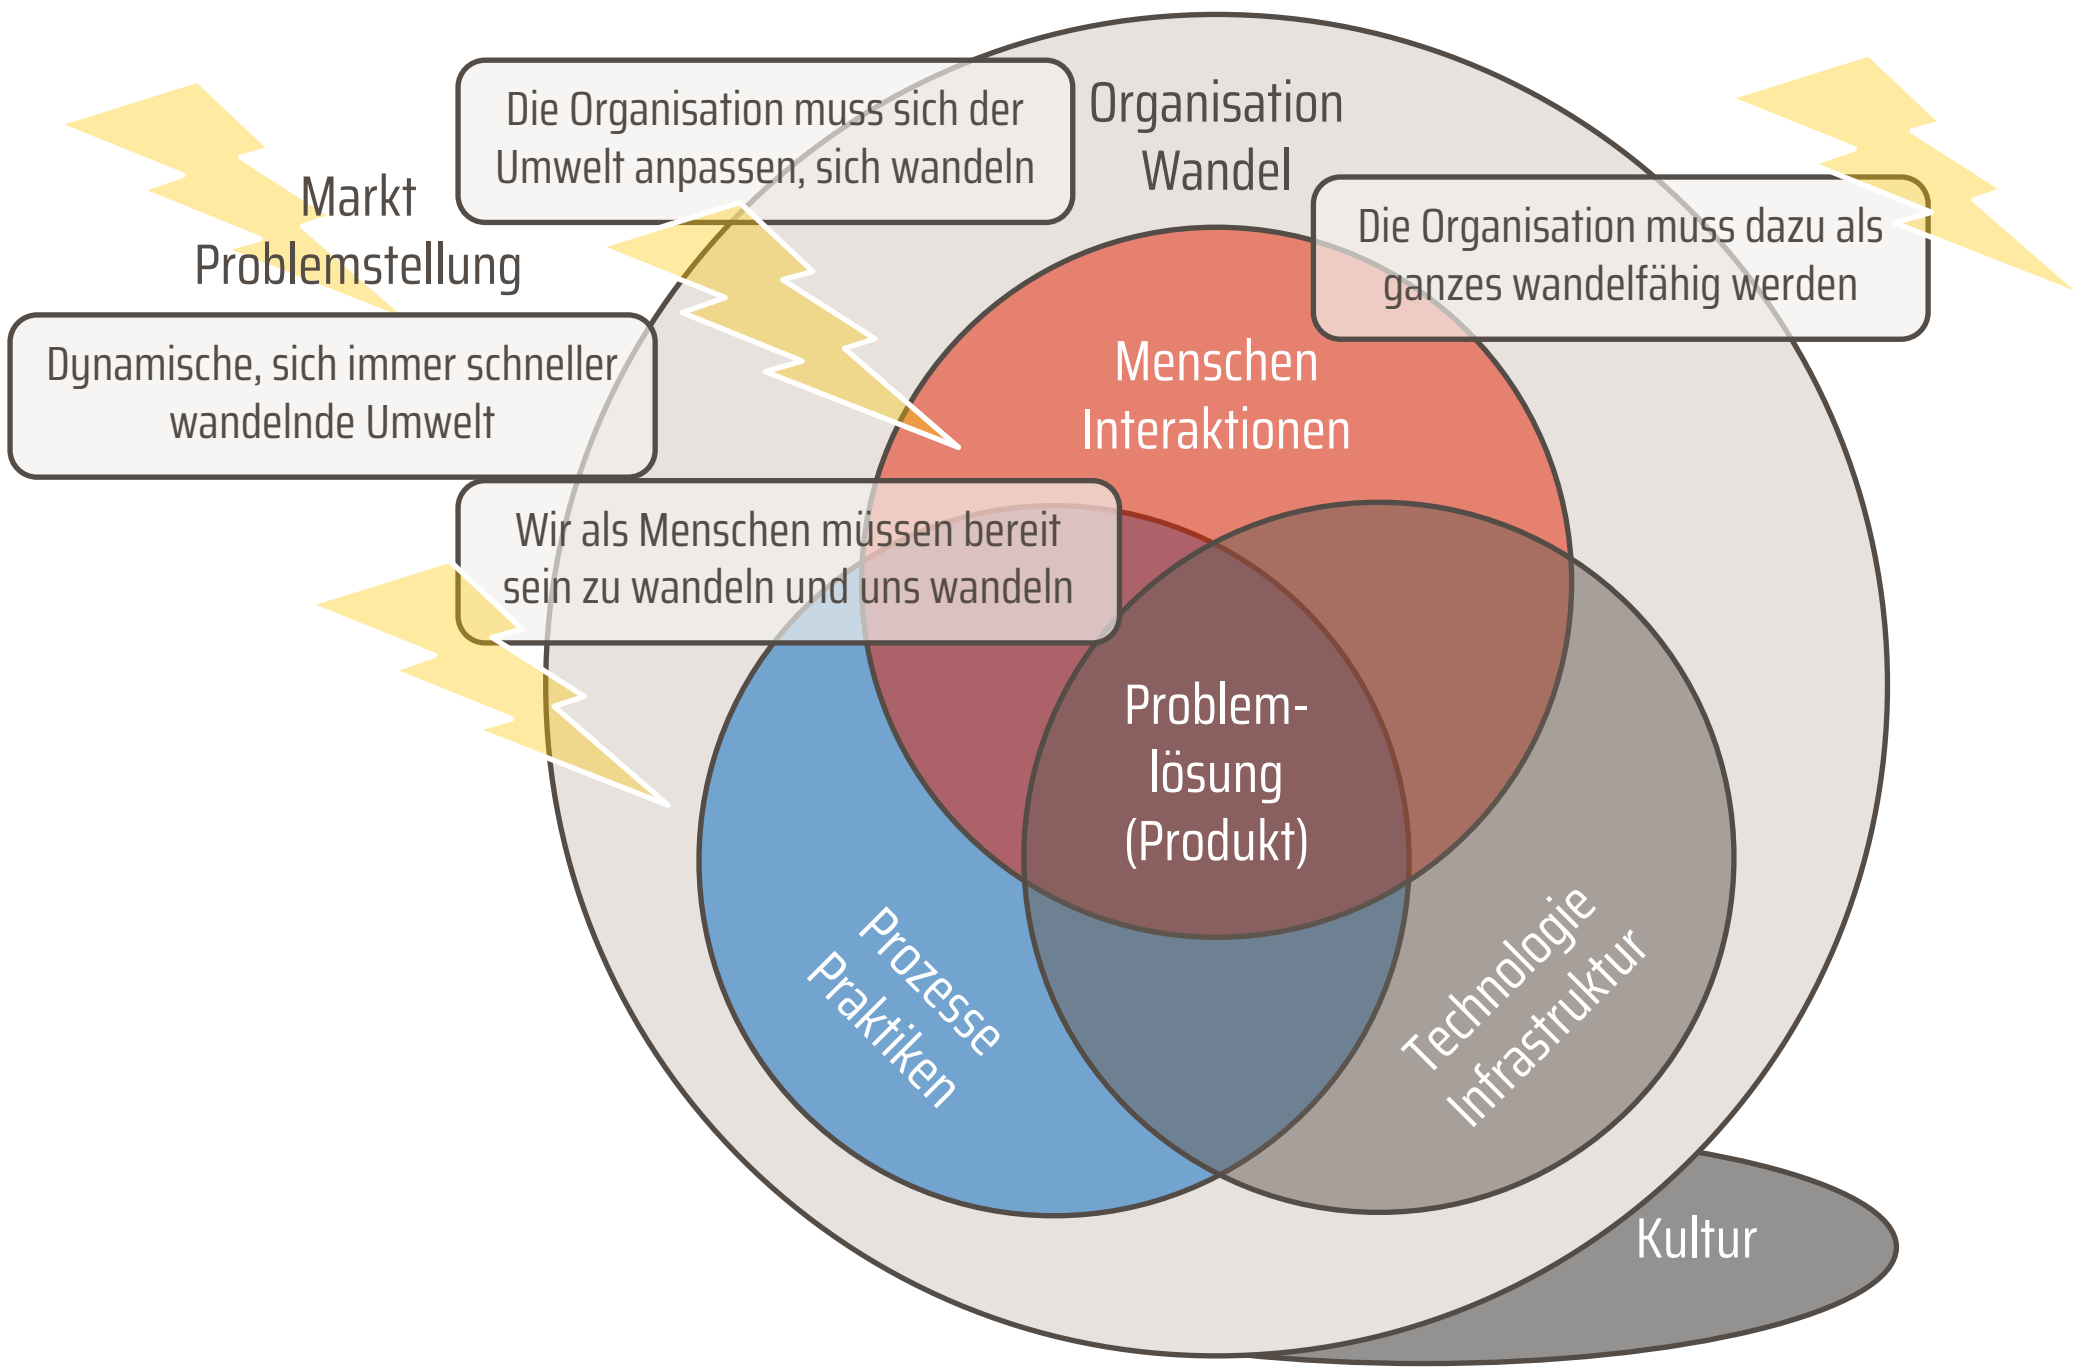 Die Organisation muss sich der
Umwelt anpassen, sich wandeln
Organisation
Wandel
Markt
Problemstellung
Die Organisation muss dazu als
ganzes wandelfähig werden
Dynamische, sich immer schneller
wandelnde Umwelt
Menschen
Interaktionen
Wir als Menschen müssen bereit
sein zu wandeln und uns wandeln
Problem-
lösung
(Produkt)
Prozesse
Praktiken
Technologie
Infrastruktur
Kultur